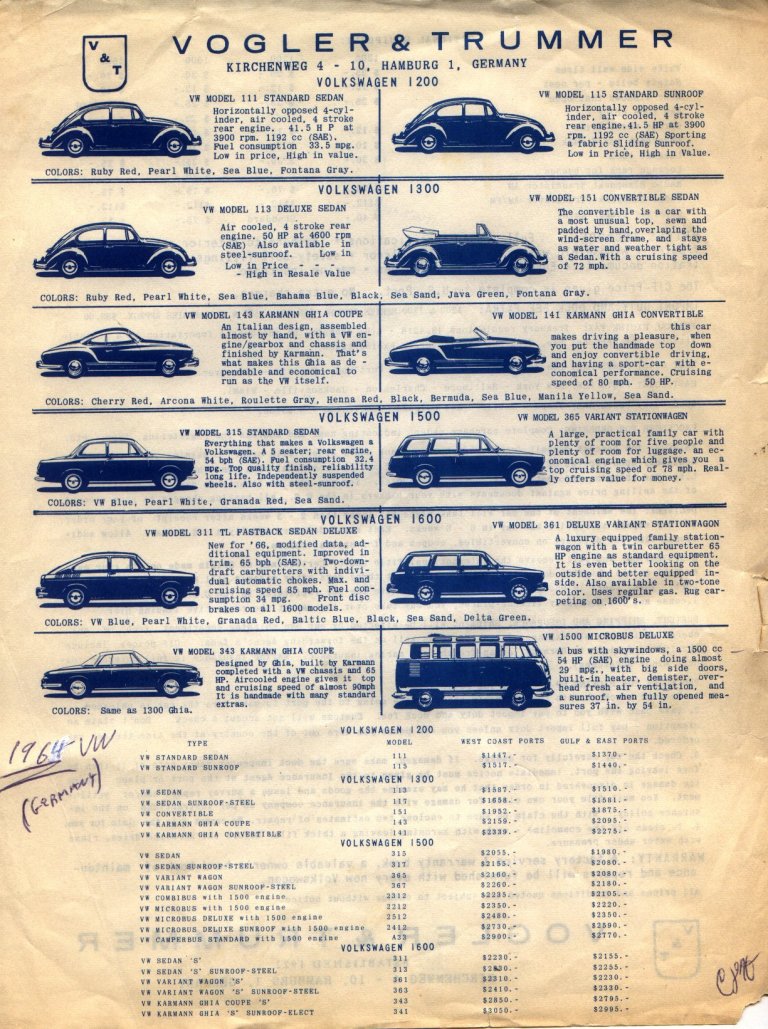 V & T
VOGLER & TRUMMER
KIRCHENWEG 4 - 10, HAMBURG 1, GERMANY
VOLKSWAGEN 1200
VW MODEL 111 STANDARD SEDAN
Horizontally opposed 4-cyl-
inder, air cooled, 4 stroke
rear engine. 41.5 H P at
3900 rpm. 1192 cc (SAE).
Fuel consumption 33.5 mpg.
Low in price, High in value.
VW MODEL 115 STANDARD SUNROOF
Horizontally opposed 4-cyl-
inder, air cooled, 4 stroke
rear engine.41.5 HP at 3900
rpm. 1192 cc (SAE) Sporting
a fabric Sliding Sunroof.
Low in Price, High in Value.
COLORS: Ruby Red, Pearl White, Sea Blue, Fontana Gray.
VOLKSWAGEN 1300
VW MODEL 113 DELUXE SEDAN
Air cooled, 4 stroke rear
engine. 50 HP at 4600 rpm
(SAE) Also available in
steel-sunroof. - Low in
Low in Price - - -
- High in Resale Value
VW MODEL 151 CONVERTIBLE SEDAN
The convertible is a car with
a most unusual top, sewn and
padded by hand,overlaping the
wind-screen frame, and stays
as water and weather tight as
a Sedan.With a cruising speed
of 72 mph.
COLORS: Ruby Red, Pearl White, Sea Blue, Bahama Blue, Black, Sea Sand, Java Green, Fontana Gray.
VW MODEL 143 KARMANN GHIA COUPE
An Italian design, assembled
almost by hand, with a VW en-
gine/gearbox and chassis and
finished by Karmann. That's
what makes this Ghia as de -
pendable and economical to
run as the VW itself.
VW MODEL 141 KARMANN GHIA CONVERTIBLE
this car
makes driving a pleasure, when
you put the handmade top down
and enjoy convertible driving,
and having a sport-car with e-
conomical performance. Cruising
speed of 80 mph. 50 HP.
COLORS: Cherry Red, Arcona White, Roulette Gray, Henna Red, Black, Bermuda, Sea Blue, Manila Yellow, Sea Sand.
VOLKSWAGEN 1500
VW MODEL 315 STANDARD SEDAN
Everything that makes a Volkswagen a
Volkswagen. A 5 seater; rear engine,
54 bph (SAE). Fuel consumption 32.4
mpg. Top quality finish, reliability
long life. Independently suspended
wheels. Also with steel-sunroof.
VW MODEL 365 VARIANT STATIONWAGEN
A large, practical family car with
plenty of room for five people and
plenty of room for luggage. an ec-
onomical engine which gives you a
top cruising speed of 78 mph. Real-
ly offers value for money.
COLORS: VW Blue, Pearl White, Granada Red, Sea Sand.
VOLKSWAGEN 1600
VW MODEL 311 TL FASTBACK SEDAN DELUXE
New for '66, modified data, ad-
ditional equipment. Improved in
trim. 65 bph (SAE). Two-down-
draft carburetters with indivi-
dual automatic chokes. Max. and
cruising speed 85 mph. Fuel con-
sumption 34 mpg. Front disc
brakes on all 1600 models.
VW MODEL 361 DELUXE VARIANT STATIONWAGON
A luxury equipped family station-
wagon with a twin carburetter 65
HP engine as standard equipment.
It is even better looking on the
outside and better equipped in-
side. Also available in two-tone
color. Uses regular gas. Rug car-
peting on 1600's.
COLORS: VW Blue, Pearl White, Granada Red, Baltic Blue, Black, Sea Sand, Delta Green.
VW MODEL 343 KARMANN GHIA COUPE
Designed by Ghia, built by Karmann
completed with a VW chassis and 65
HP. Aircooled engine gives it top
and cruising speed of almost 90mph
It is handmade with many standard
extras.
COLORS: Same as 1300 Ghia.
VW 1500 MICROBUS DELUXE
A bus with skywindows, a 1500 cc
54 HP (SAE) engine doing almost
29 mpg., with big side doors,
built-in heater, demister, over-
head fresh air ventilation, and
a sunroof, when fully opened mea-
sures 37 in. by 54 in.
1964 VW
(GERMANY)
VOLKSWAGEN 1200
TYPE MODEL WEST COAST PORTS GULF & EAST PORTS
VW STANDARD SEDAN 111 $1447.- $1370.-
VW STANDARD SUNROOF 115 $1517.- $1440.-
VOLKSWAGEN 1300
VW SEDAN 113 $1587.- $1510.-
VW SEDAN SUNROOF-STEEL 117 $1658.- $1581.-
VW CONVERTIBLE 151 $1952.- $1875.-
VW KARMANN GHIA COUPE 143 $2159.- $2095.-
VW KARMANN GHIA CONVERTIBLE 141 $2339.- $2275.-
VOLKSWAGEN 1500
VW SEDAN 315 $2055.- $1980.-
VW SEDAN SUNROOF-STEEL 317 $2155.- $2080.-
VW VARIANT WAGON 365 $2160.- $2080.-
VW VARIANT WAGON SUNROOF-STEEL 367 $2260.- $2180.-
VW COMBIBUS with 1500 engine 2312 $2235.- $2105.-
VW MICROBUS with 1500 engine 2212 $2350.- $2220.-
VW MICROBUS DELUXE with 1500 engine 2512 $2480.- $2350.-
VW MICROBUS DELUXE SUNROOF with 1500 engine 2412 $2730.- $2590.-
VW CAMPERBUS STANDARD with 1500 engine A33 $2900.- $2770.-
VOLKSWAGEN 1600
VW SEDAN 'S' 311 $2230.- $2155.-
VW SEDAN 'S' SUNROOF-STEEL 313 $2330.- $2255.-
VW VARIANT WAGON 'S' 361 $2310.- $2230.-
VW VARIANT WAGON 'S' SUNROOF-STEEL 363 $2410.- $2330.-
VW KARMANN GHIA COUPE 'S' 343 $2850.- $2795.-
VW KARMANN GHIA 'S' SUNROOF-ELECT 341 $3050.- $2995.-